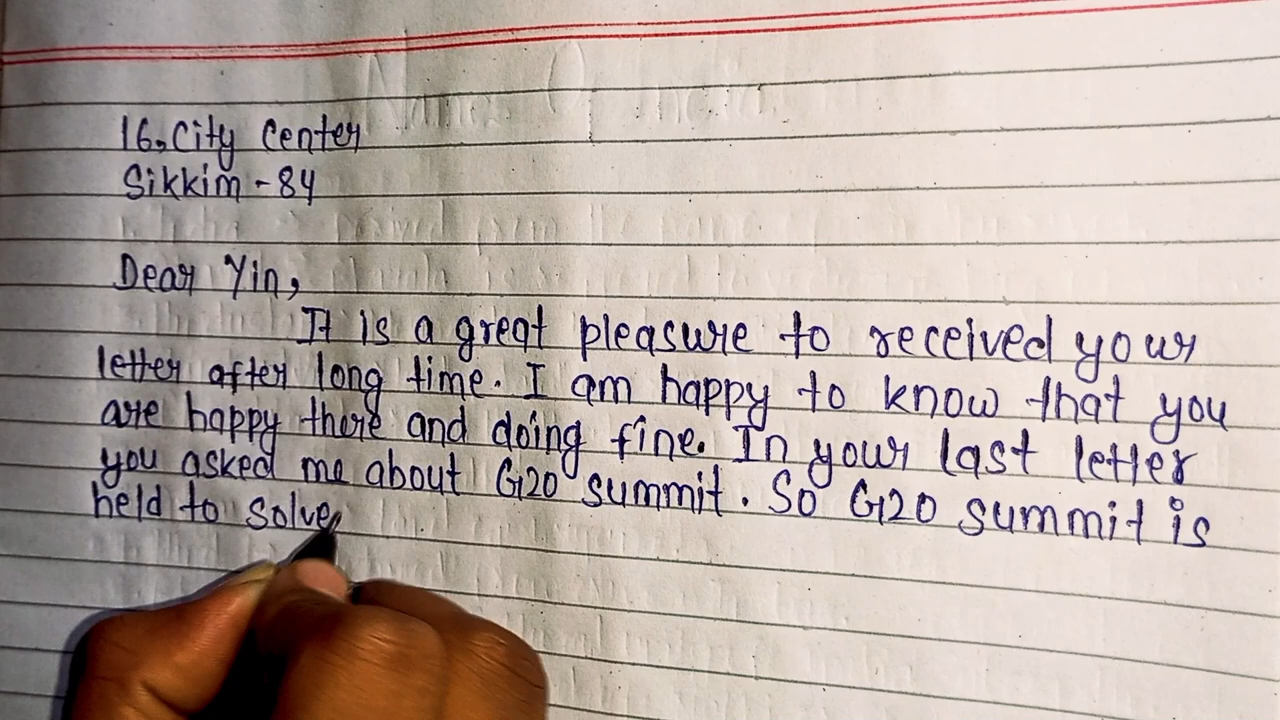 16, City Center
Sikkim - 84
Dear Yin,
It is a great pleasure to received your
letter after long time. I am happy to know that you
are happy there and doing fine. In your last letter
you asked me about G20 summit. So G20 summit is
held to solve